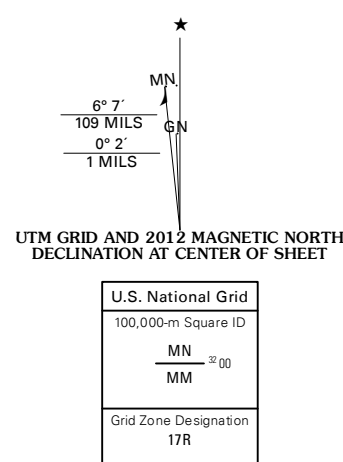 ★
MN
6° 7´
109 MILS
GN
0° 2´
1 MILS
UTM GRID AND 2012 MAGNETIC NORTH
DECLINATION AT CENTER OF SHEET
U.S. National Grid
100,000-m Square ID
MN
32 00
MM
Grid Zone Designation
17R